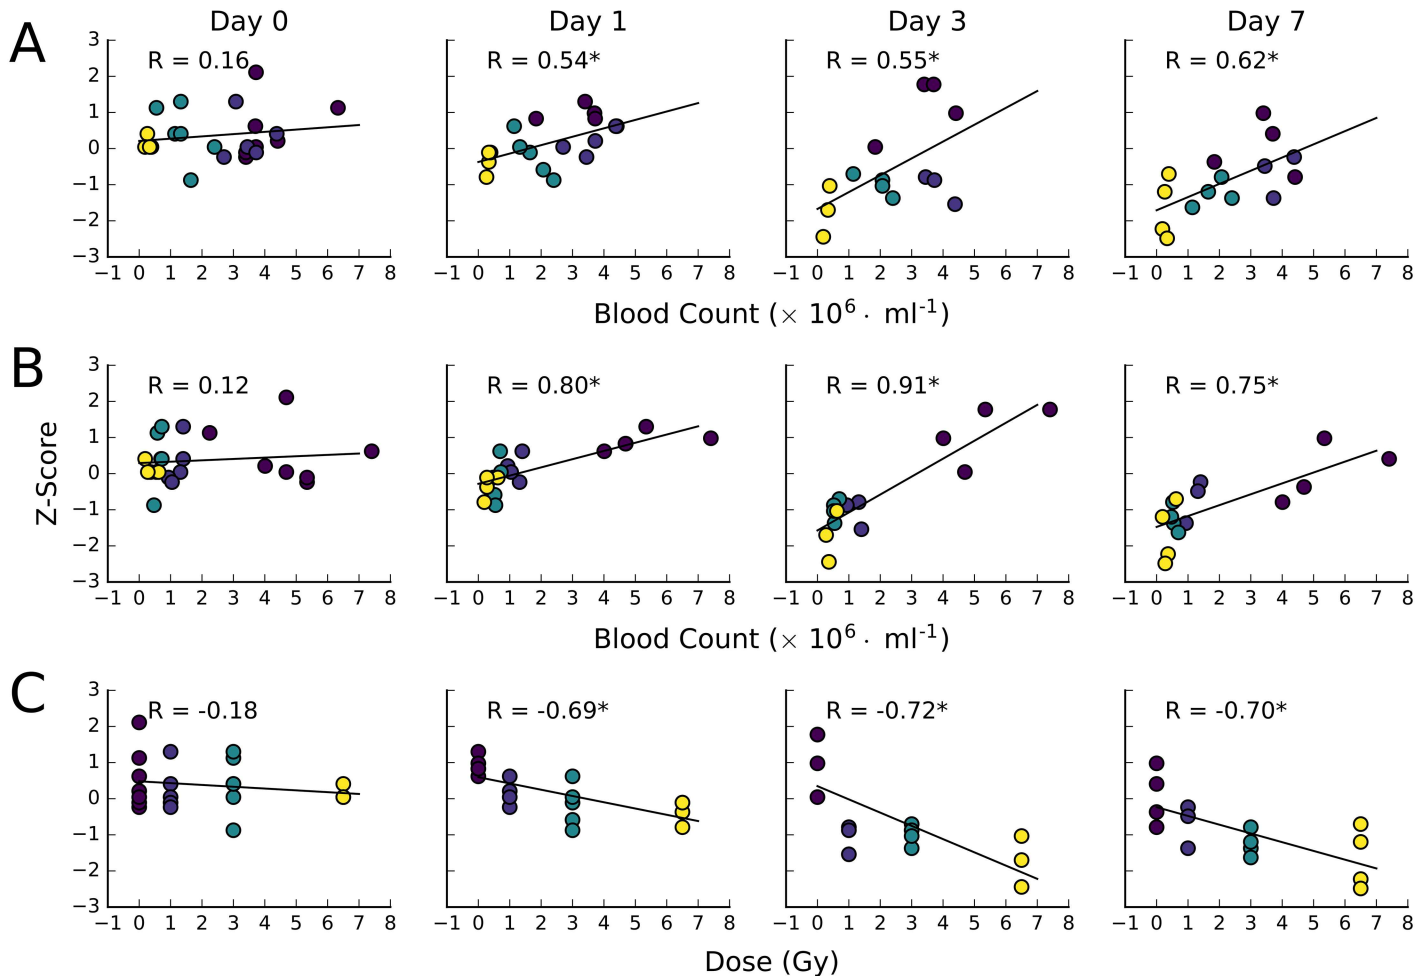 A
Day 0
Day 1
Day 3
Day 7
R = 0.16
R = 0.54*
R = 0.55*
R = 0.62*
3
2
1
0
−1
−2
−3
−1 0 1 2 3 4 5 6 7 8
−1 0 1 2 3 4 5 6 7 8
−1 0 1 2 3 4 5 6 7 8
−1 0 1 2 3 4 5 6 7 8
Blood Count (× 10⁶ · ml⁻¹)
B
Z-Score
R = 0.12
R = 0.80*
R = 0.91*
R = 0.75*
3
2
1
0
−1
−2
−3
−1 0 1 2 3 4 5 6 7 8
−1 0 1 2 3 4 5 6 7 8
−1 0 1 2 3 4 5 6 7 8
−1 0 1 2 3 4 5 6 7 8
Blood Count (× 10⁶ · ml⁻¹)
C
R = -0.18
R = -0.69*
R = -0.72*
R = -0.70*
3
2
1
0
−1
−2
−3
−1 0 1 2 3 4 5 6 7 8
−1 0 1 2 3 4 5 6 7 8
−1 0 1 2 3 4 5 6 7 8
−1 0 1 2 3 4 5 6 7 8
Dose (Gy)